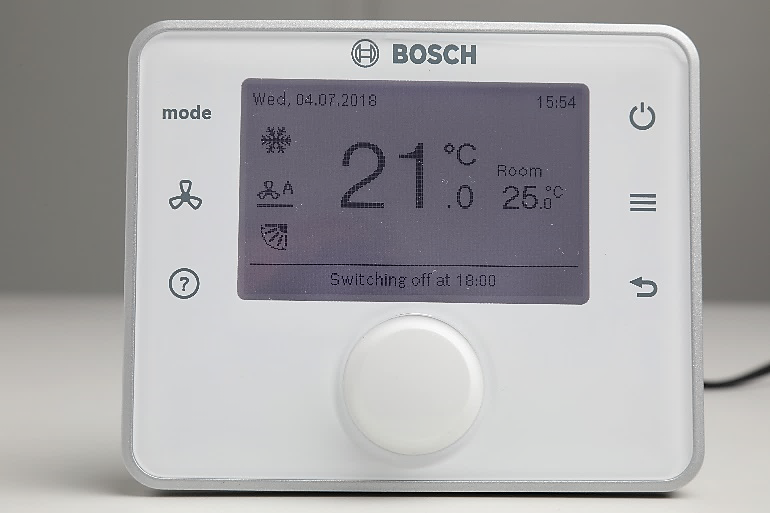 BOSCH
mode
Wed, 04.07.2018 15:54
A
21.0 °C
Room
25.0 °C
Switching off at 18:00
?